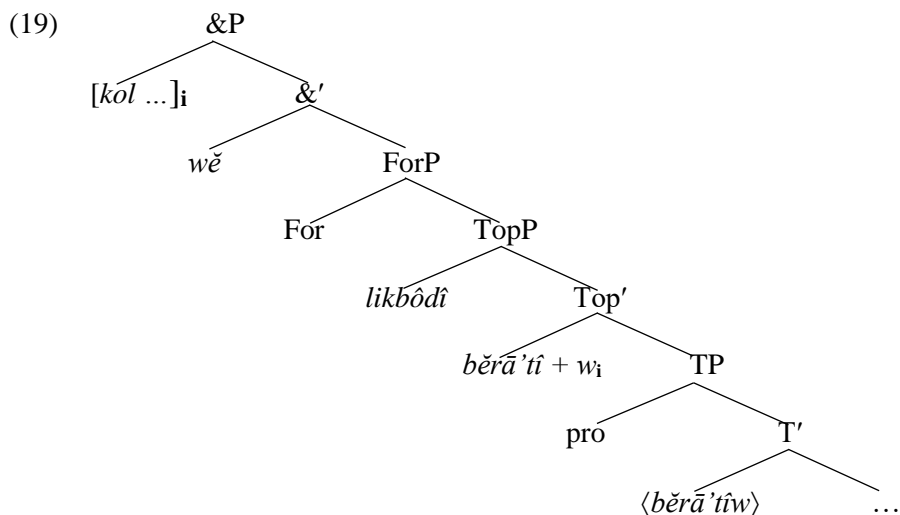 (19) &P
[kol ...]i &′
wĕ ForP
For TopP
likbôdî Top′
bĕrā’tî + wi TP
pro T′
⟨bĕrā’tîw⟩ …